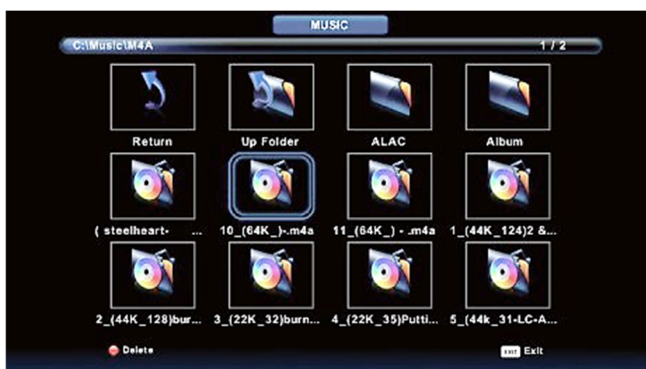 MUSIC
C:\Music\M4A 1 / 2
Return Up Folder ALAC Album
( steelheart- ... 10_(64K_)-.m4a 11_(64K_) - .m4a 1_(44K_124)2 &...
2_(44K_128)bur... 3_(22K_32)burn... 4_(22K_35)Putti... 5_(44k_31-LC-A...
Delete EXIT Exit